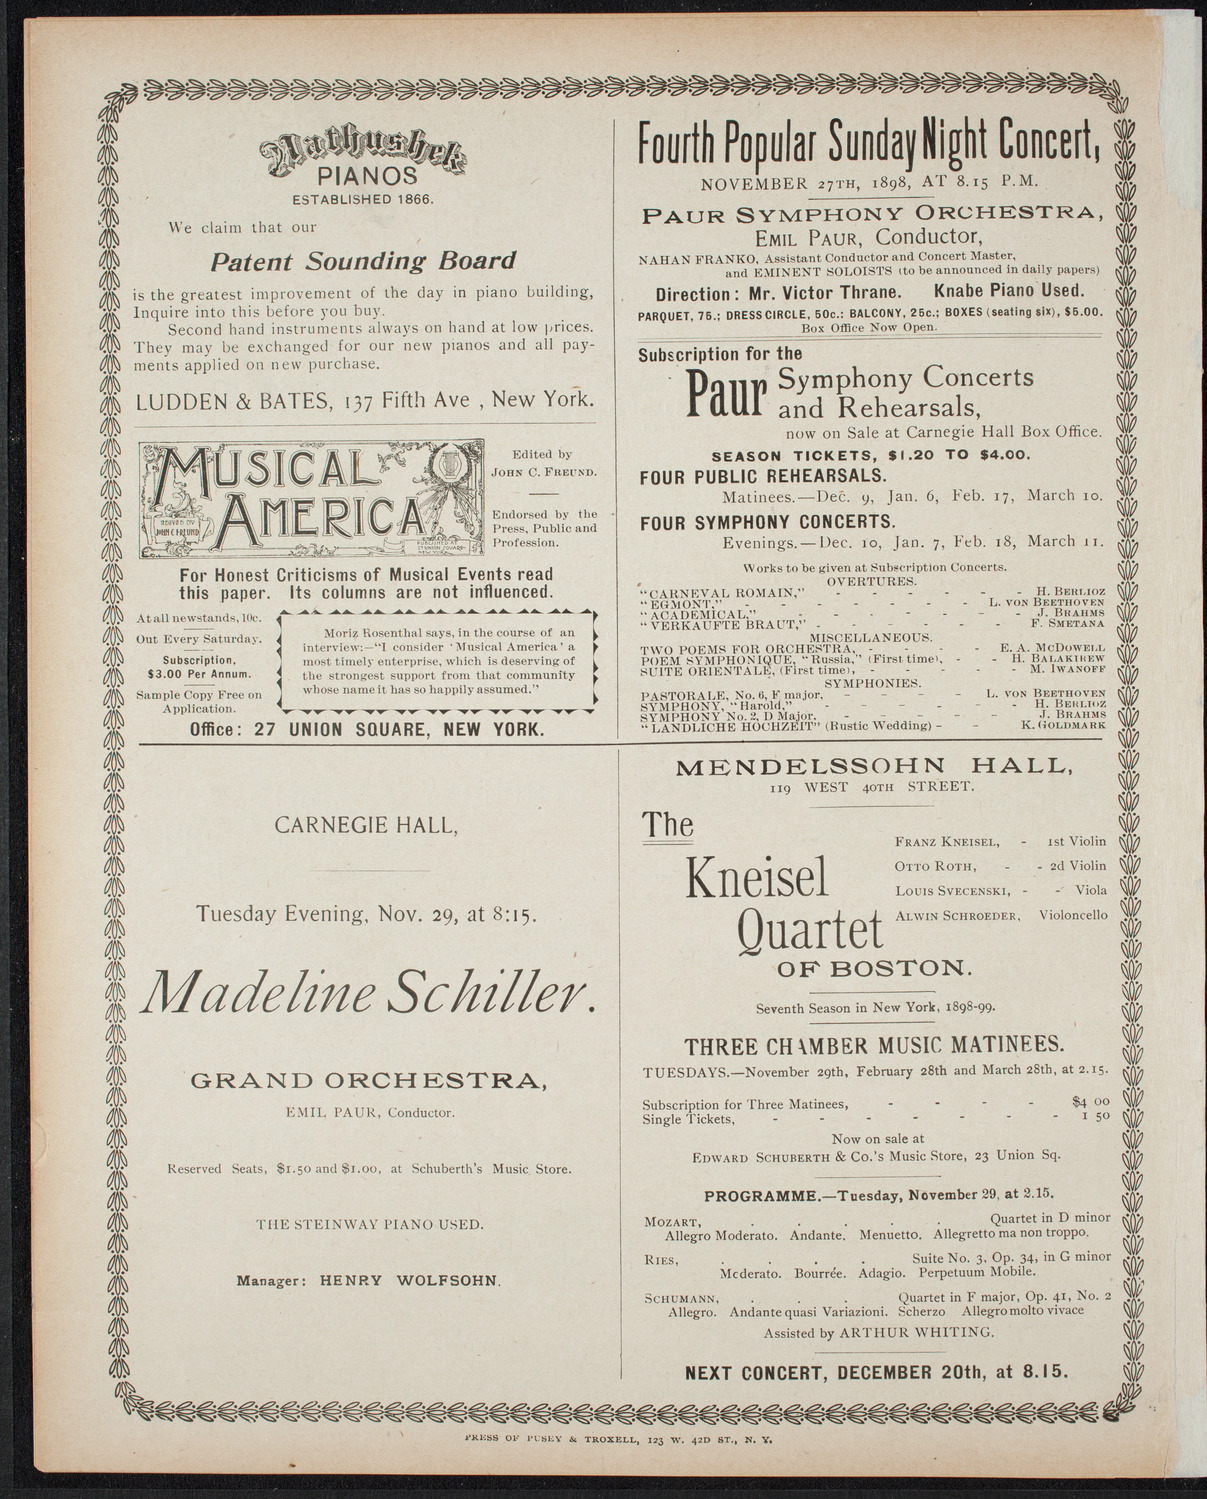 Mathushek
PIANOS
ESTABLISHED 1866.
We claim that our
Patent Sounding Board
is the greatest improvement of the day in piano building,
Inquire into this before you buy.
Second hand instruments always on hand at low prices.
They may be exchanged for our new pianos and all pay-
ments applied on new purchase.
LUDDEN & BATES, 137 Fifth Ave , New York.
MUSICAL
AMERICA
EDITED BY
JOHN C FREUND
PUBLISHED AT
27 UNION SQUARE
NEW YORK
Edited by
JOHN C. FREUND.
Endorsed by the
Press, Public and
Profession.
For Honest Criticisms of Musical Events read
this paper. Its columns are not influenced.
At all newstands, 10c.
Out Every Saturday.
Subscription,
$3.00 Per Annum.
Sample Copy Free on
Application.
Moriz Rosenthal says, in the course of an
interview:—"I consider 'Musical America' a
most timely enterprise, which is deserving of
the strongest support from that community
whose name it has so happily assumed."
Office: 27 UNION SQUARE, NEW YORK.
Fourth Popular Sunday Night Concert,
NOVEMBER 27TH, 1898, AT 8.15 P.M.
PAUR SYMPHONY ORCHESTRA,
EMIL PAUR, Conductor,
NAHAN FRANKO, Assistant Conductor and Concert Master,
and EMINENT SOLOISTS (to be announced in daily papers)
Direction: Mr. Victor Thrane. Knabe Piano Used.
PARQUET, 75.; DRESS CIRCLE, 50c.; BALCONY, 25c.; BOXES (seating six), $5.00.
Box Office Now Open.
Subscription for the
Paur Symphony Concerts
and Rehearsals,
now on Sale at Carnegie Hall Box Office.
SEASON TICKETS, $1.20 TO $4.00.
FOUR PUBLIC REHEARSALS.
Matinees.—Dec. 9, Jan. 6, Feb. 17, March 10.
FOUR SYMPHONY CONCERTS.
Evenings.—Dec. 10, Jan. 7, Feb. 18, March 11.
Works to be given at Subscription Concerts.
OVERTURES.
"CARNEVAL ROMAIN," - - - - - - H. BERLIOZ
"EGMONT," - - - - - - - L. VON BEETHOVEN
"ACADEMICAL," - - - - - - - J. BRAHMS
"VERKAUFTE BRAUT," - - - - - - F. SMETANA
MISCELLANEOUS.
TWO POEMS FOR ORCHESTRA, - - - - E. A. MCDOWELL
POEM SYMPHONIQUE, "Russia," (First time), - - H. BALAKIREW
SUITE ORIENTALE, (First time), - - - - M. IWANOFF
SYMPHONIES.
PASTORALE, No. 6, F major, - - - - L. VON BEETHOVEN
SYMPHONY, "Harold," - - - - - - H. BERLIOZ
SYMPHONY No. 2, D Major, - - - - - J. BRAHMS
"LANDLICHE HOCHZEIT" (Rustic Wedding) - - - K. GOLDMARK
CARNEGIE HALL,
Tuesday Evening, Nov. 29, at 8:15.
Madeline Schiller.
GRAND ORCHESTRA,
EMIL PAUR, Conductor.
Reserved Seats, $1.50 and $1.00, at Schuberth's Music Store.
THE STEINWAY PIANO USED.
Manager: HENRY WOLFSOHN.
MENDELSSOHN HALL,
119 WEST 40TH STREET.
The
Kneisel
Quartet
OF BOSTON.
FRANZ KNEISEL, - 1st Violin
OTTO ROTH, - - 2d Violin
LOUIS SVECENSKI, - - Viola
ALWIN SCHROEDER, Violoncello
Seventh Season in New York, 1898-99.
THREE CHAMBER MUSIC MATINEES.
TUESDAYS.—November 29th, February 28th and March 28th, at 2.15.
Subscription for Three Matinees, - - - - $4 00
Single Tickets, - - - - - - - 1 50
Now on sale at
EDWARD SCHUBERTH & CO.'s Music Store, 23 Union Sq.
PROGRAMME.—Tuesday, November 29, at 2.15.
MOZART, . . . . . Quartet in D minor
Allegro Moderato. Andante. Menuetto. Allegretto ma non troppo.
RIES, . . . . Suite No. 3, Op. 34, in G minor
Mcderato. Bourrée. Adagio. Perpetuum Mobile.
SCHUMANN, . . . Quartet in F major, Op. 41, No. 2
Allegro. Andante quasi Variazioni. Scherzo Allegro molto vivace
Assisted by ARTHUR WHITING.
NEXT CONCERT, DECEMBER 20th, at 8.15.
PRESS OF PUSEY & TROXELL, 123 W. 42D ST., N. Y.